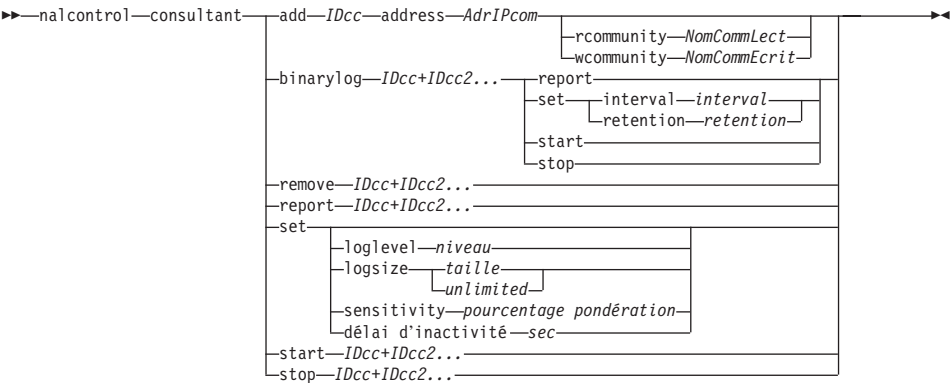 nalcontrol consultant add IDcc address AdrIPcom
rcommunity NomCommLect
wcommunity NomCommEcrit
binarylog IDcc+IDcc2... report
set interval interval
retention retention
start
stop
remove IDcc+IDcc2...
report IDcc+IDcc2...
set
loglevel niveau
logsize taille
unlimited
sensitivity pourcentage pondération
délai d'inactivité sec
start IDcc+IDcc2...
stop IDcc+IDcc2...